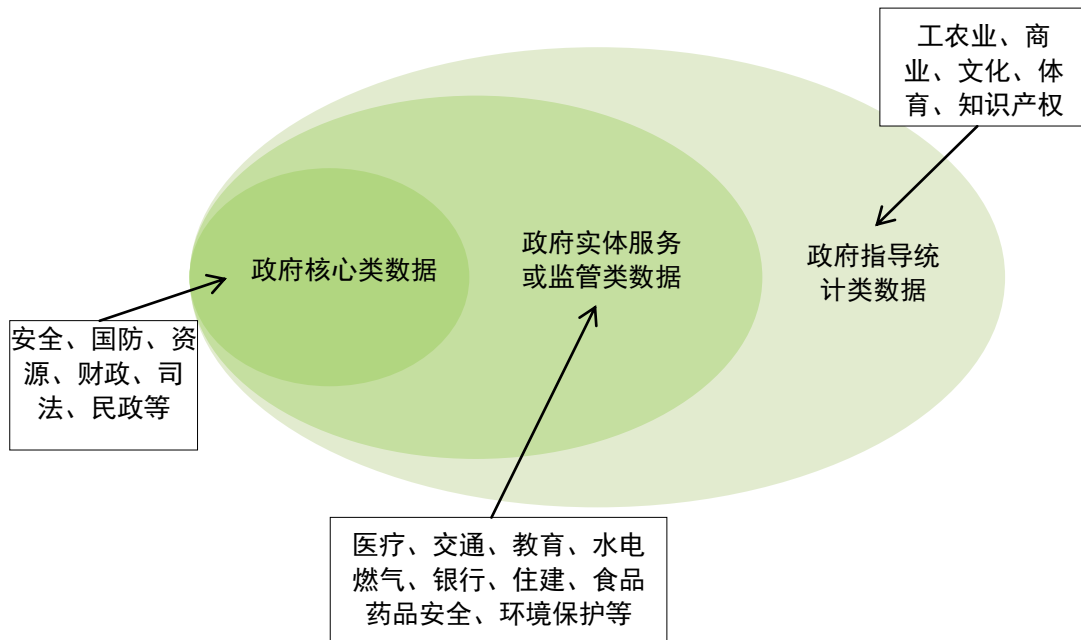 工农业、商
业、文化、体
育、知识产权
政府核心类数据
政府实体服务
或监管类数据
政府指导统
计类数据
安全、国防、资
源、财政、司
法、民政等
医疗、交通、教育、水电
燃气、银行、住建、食品
药品安全、环境保护等